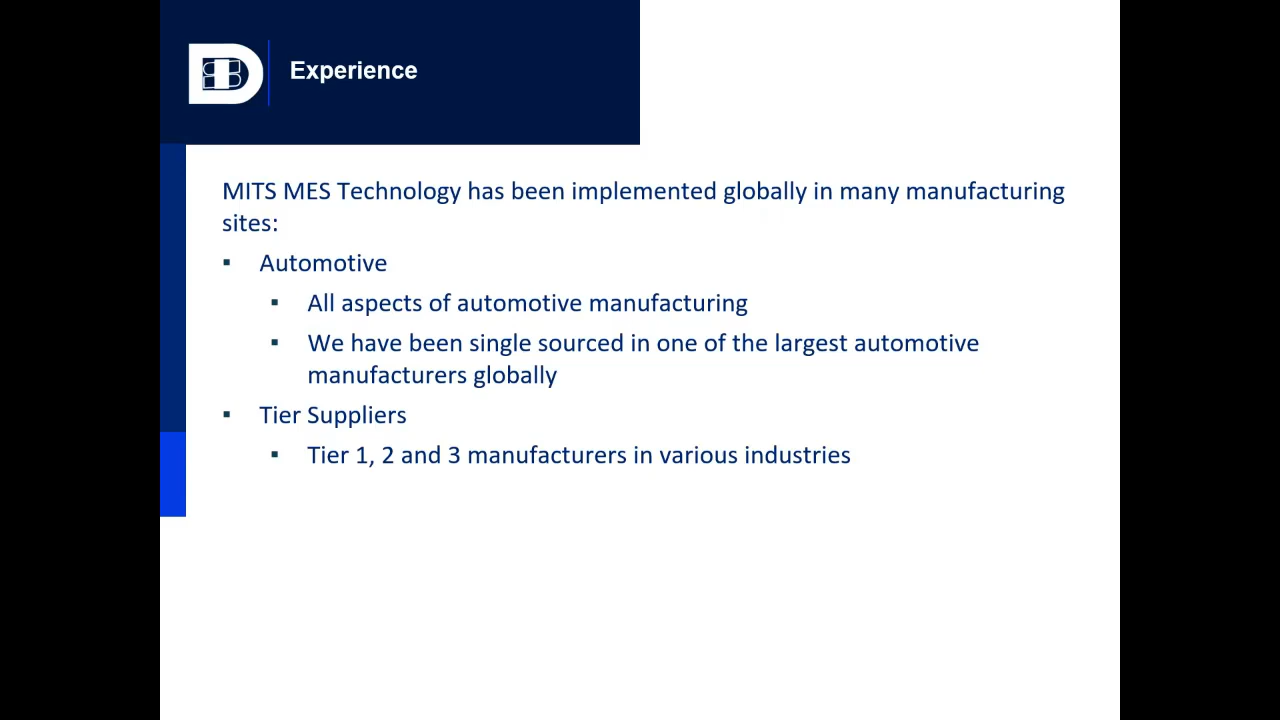 Experience
MITS MES Technology has been implemented globally in many manufacturing
sites:
▪ Automotive
▪ All aspects of automotive manufacturing
▪ We have been single sourced in one of the largest automotive
manufacturers globally
▪ Tier Suppliers
▪ Tier 1, 2 and 3 manufacturers in various industries